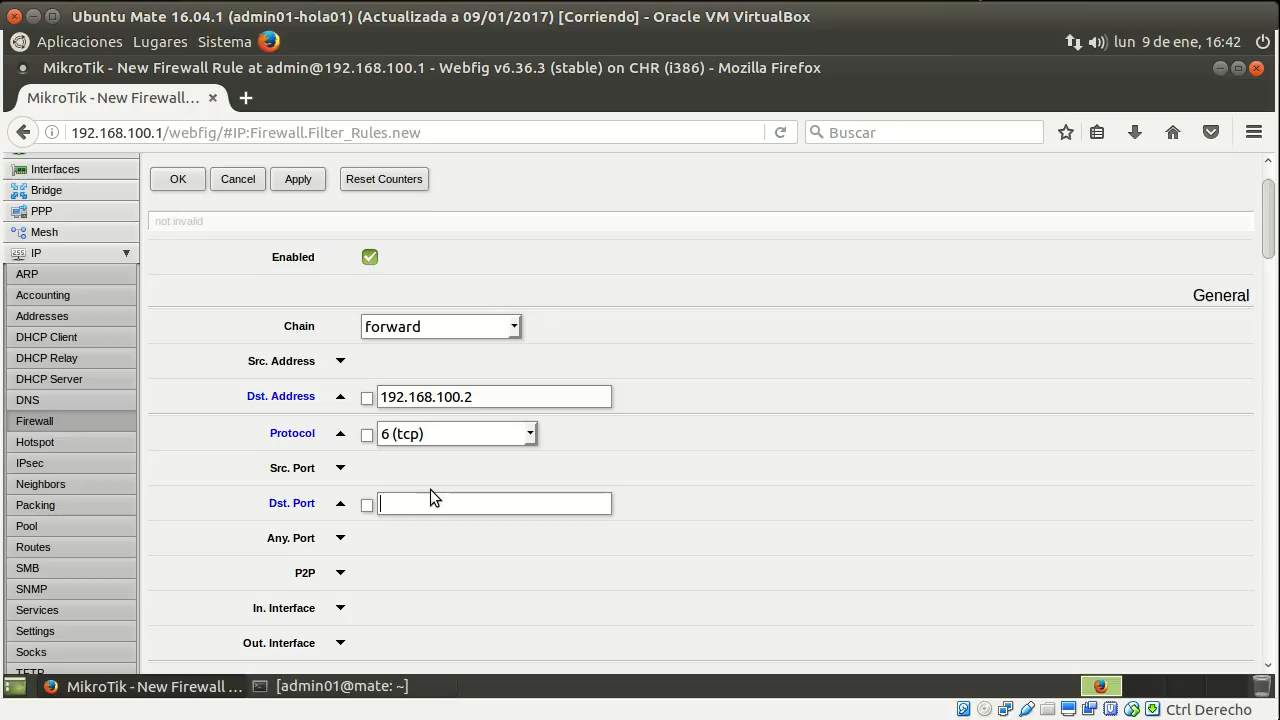 Ubuntu Mate 16.04.1 (admin01-hola01) (Actualizada a 09/01/2017) [Corriendo] - Oracle VM VirtualBox
Aplicaciones Lugares Sistema lun 9 de ene, 16:42
MikroTik - New Firewall Rule at admin@192.168.100.1 - Webfig v6.36.3 (stable) on CHR (i386) - Mozilla Firefox
MikroTik - New Firewall...
192.168.100.1/webfig/#IP:Firewall.Filter_Rules.new Buscar
Interfaces
Bridge
PPP
Mesh
IP
ARP
Accounting
Addresses
DHCP Client
DHCP Relay
DHCP Server
DNS
Firewall
Hotspot
IPsec
Neighbors
Packing
Pool
Routes
SMB
SNMP
Services
Settings
Socks
TFTP
OK Cancel Apply Reset Counters
not invalid
Enabled
General
Chain forward
Src. Address
Dst. Address 192.168.100.2
Protocol 6 (tcp)
Src. Port
Dst. Port
Any. Port
P2P
In. Interface
Out. Interface
MikroTik - New Firewall ... [admin01@mate: ~]
Ctrl Derecho